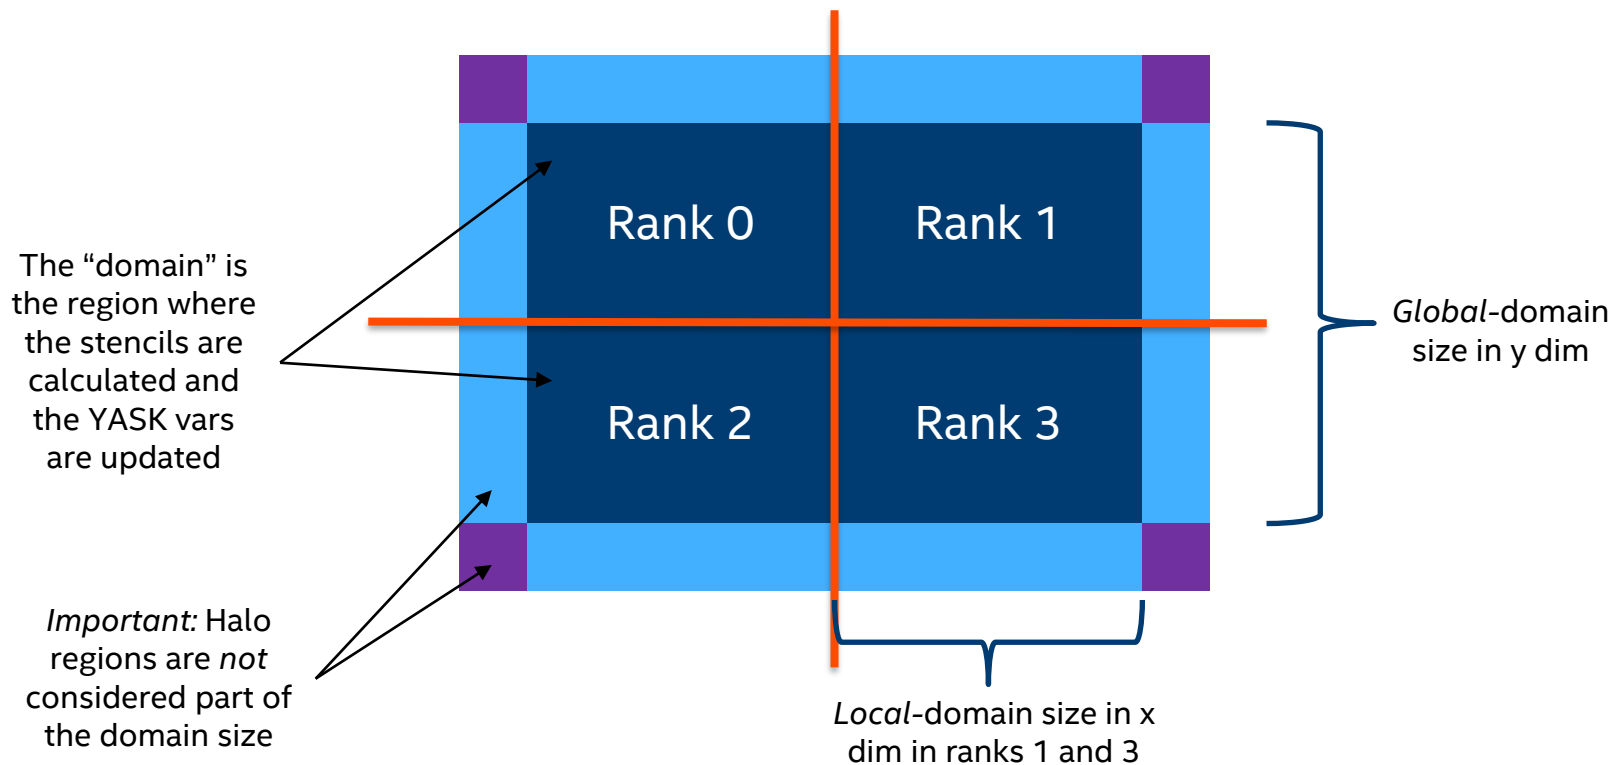 Rank 0
Rank 1
The “domain” is
the region where
the stencils are
calculated and
the YASK vars
are updated
Global-domain
size in y dim
Rank 2
Rank 3
Important: Halo
regions are not
considered part of
the domain size
Local-domain size in x
dim in ranks 1 and 3